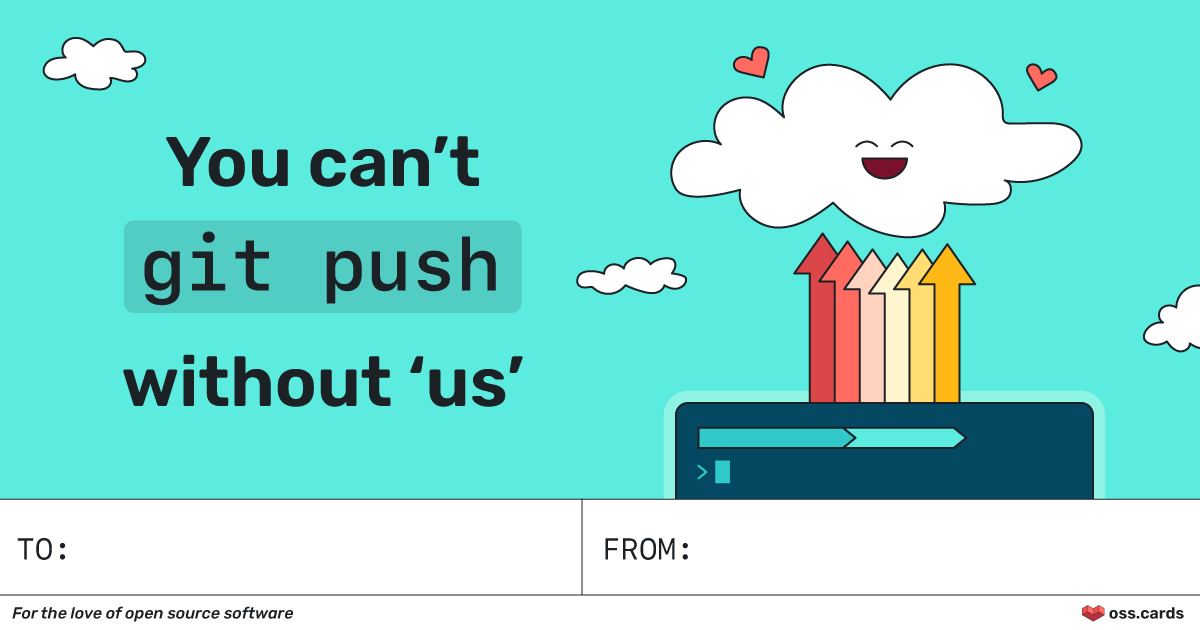 You can’t
git push
without ‘us’
>
TO:
FROM:
For the love of open source software
oss.cards